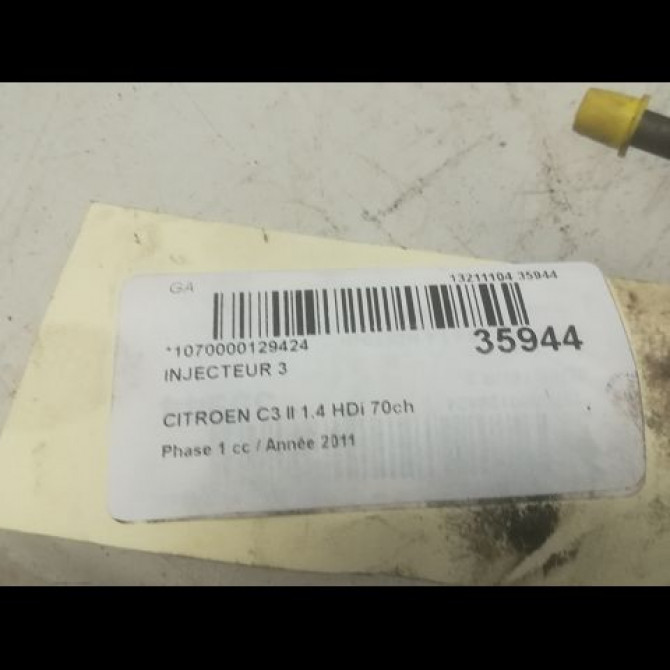 GA
13211104 35944
*1070000129424
35944
INJECTEUR 3
CITROEN C3 II 1.4 HDi 70ch
Phase 1 cc / Année 2011